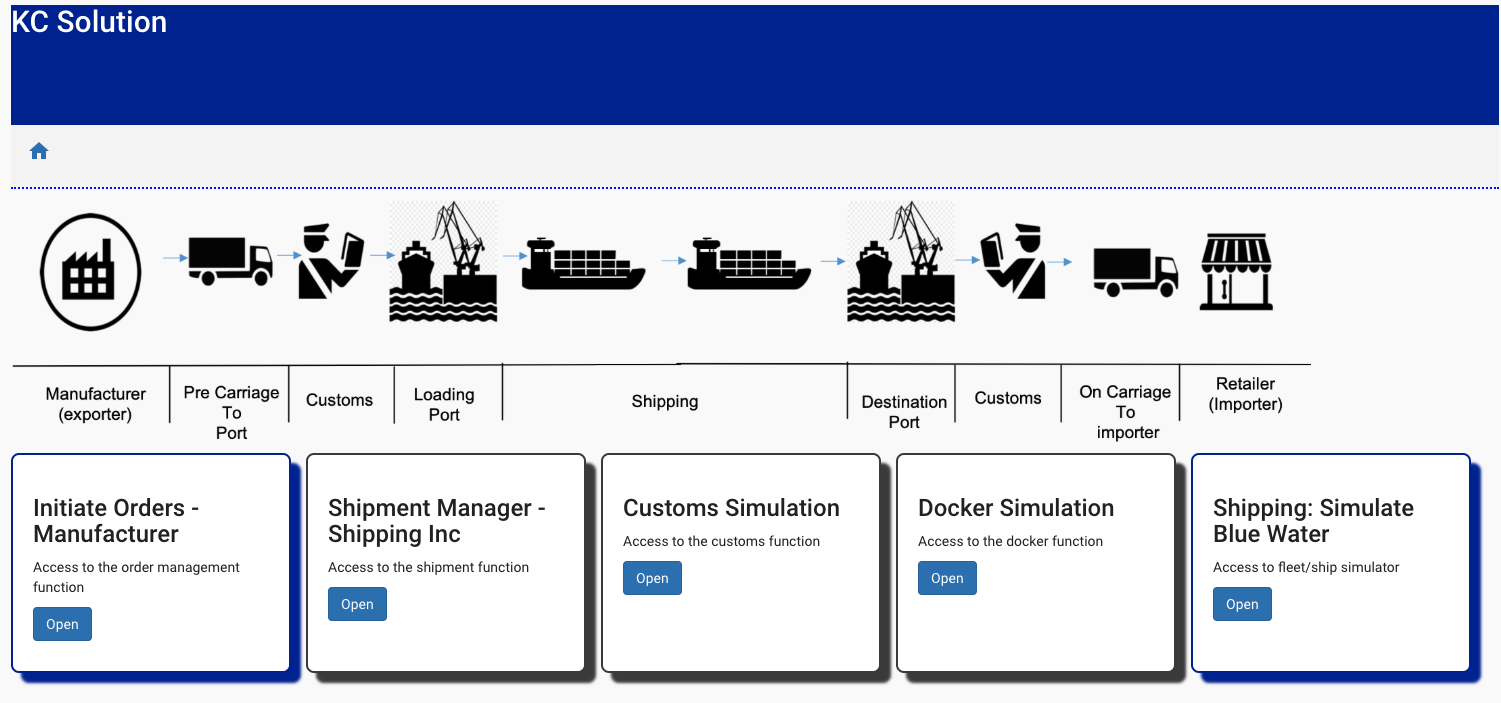 KC Solution
Manufacturer
(exporter)
Pre Carriage
To
Port
Customs
Loading
Port
Shipping
Destination
Port
Customs
On Carriage
To
importer
Retailer
(Importer)
Initiate Orders -
Manufacturer
Access to the order management
function
Open
Shipment Manager -
Shipping Inc
Access to the shipment function
Open
Customs Simulation
Access to the customs function
Open
Docker Simulation
Access to the docker function
Open
Shipping: Simulate
Blue Water
Access to fleet/ship simulator
Open